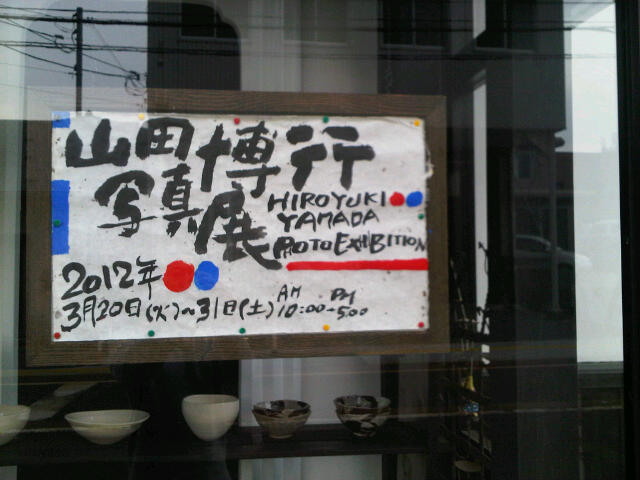 山田博行
写真展
HIROYUKI
YAMADA
PHOTO EXHIBITION
2012年
3月20日(火)~31日(土) AM 10:00-PM 5:00